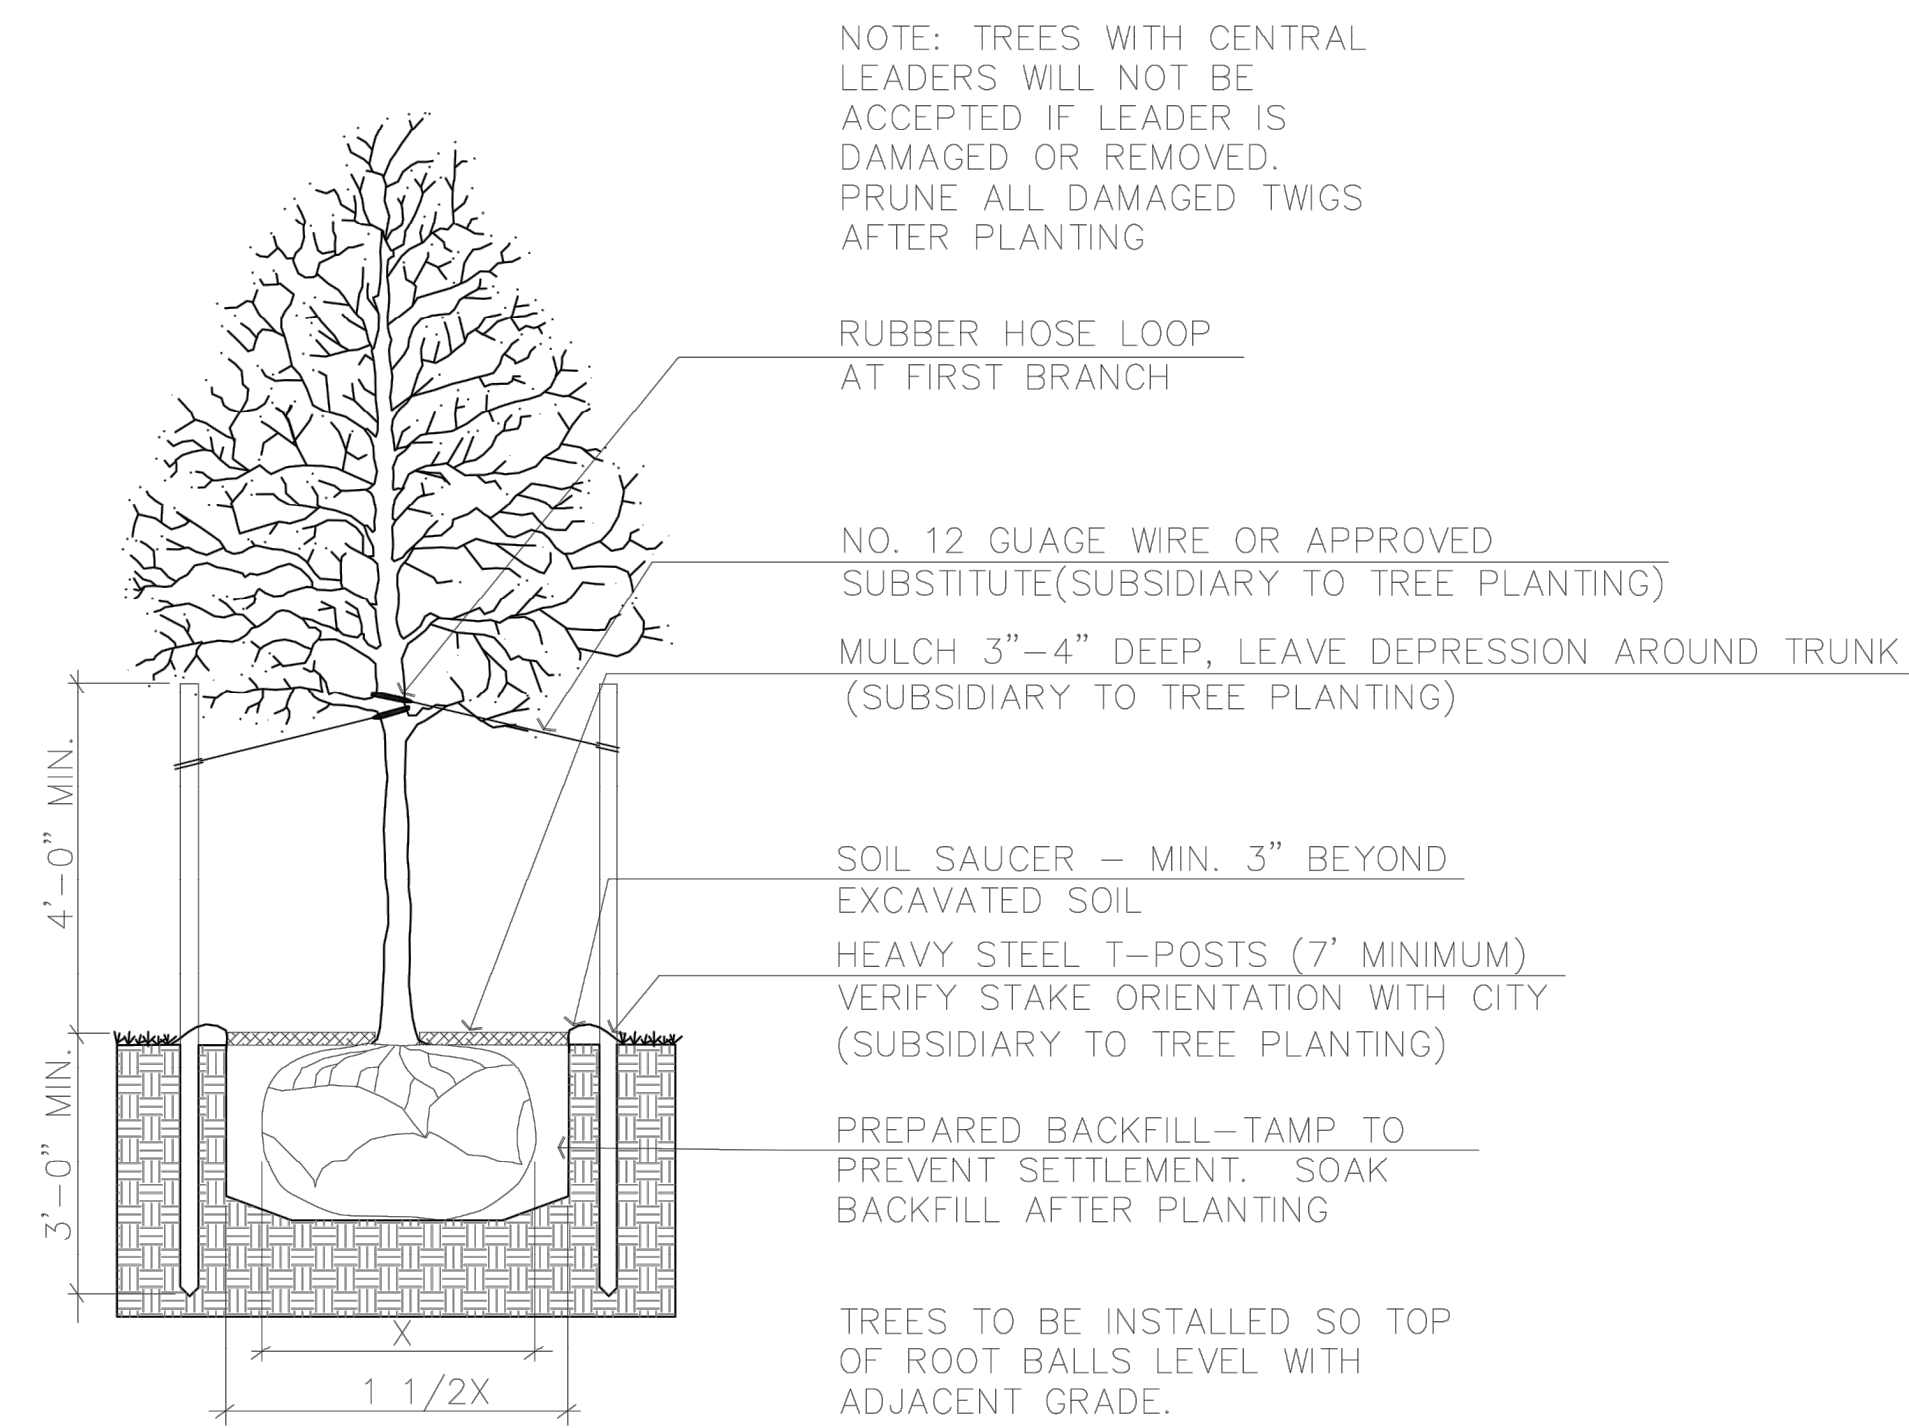 NOTE: TREES WITH CENTRAL
LEADERS WILL NOT BE
ACCEPTED IF LEADER IS
DAMAGED OR REMOVED.
PRUNE ALL DAMAGED TWIGS
AFTER PLANTING
RUBBER HOSE LOOP
AT FIRST BRANCH
NO. 12 GUAGE WIRE OR APPROVED
SUBSTITUTE(SUBSIDIARY TO TREE PLANTING)
MULCH 3"-4" DEEP, LEAVE DEPRESSION AROUND TRUNK
(SUBSIDIARY TO TREE PLANTING)
4'-0" MIN.
SOIL SAUCER - MIN. 3" BEYOND
EXCAVATED SOIL
HEAVY STEEL T-POSTS (7' MINIMUM)
VERIFY STAKE ORIENTATION WITH CITY
(SUBSIDIARY TO TREE PLANTING)
3'-0" MIN.
PREPARED BACKFILL-TAMP TO
PREVENT SETTLEMENT. SOAK
BACKFILL AFTER PLANTING
X
1 1/2X
TREES TO BE INSTALLED SO TOP
OF ROOT BALLS LEVEL WITH
ADJACENT GRADE.